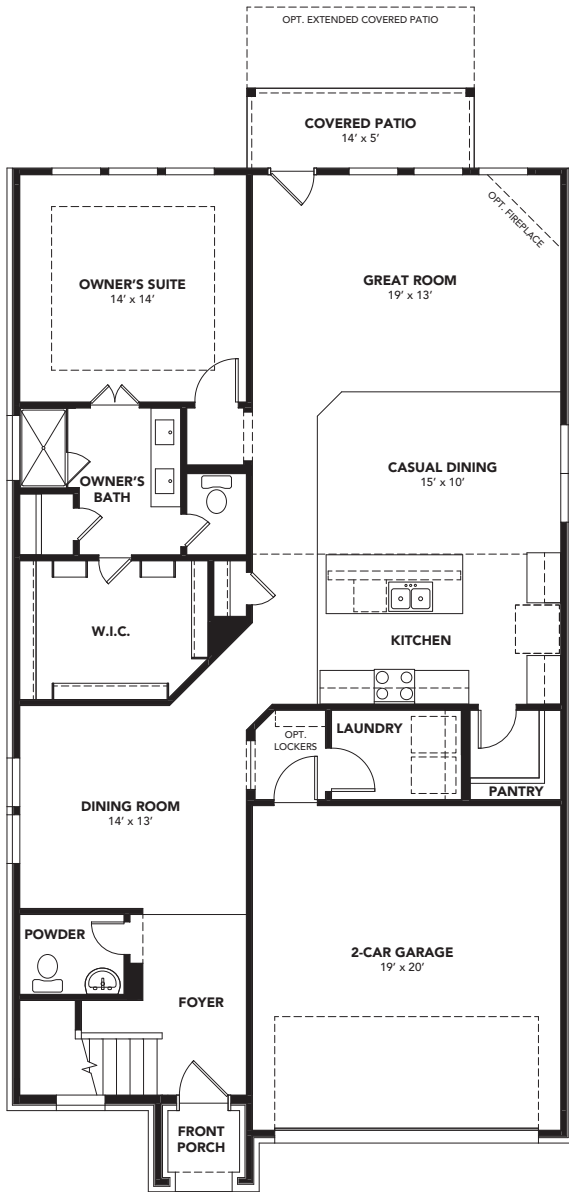 OPT. EXTENDED COVERED PATIO
COVERED PATIO
14' x 5'
OPT. FIREPLACE
OWNER'S SUITE
14' x 14'
GREAT ROOM
19' x 13'
CASUAL DINING
15' x 10'
OWNER'S
BATH
W.I.C.
KITCHEN
OPT.
LOCKERS
LAUNDRY
PANTRY
DINING ROOM
14' x 13'
POWDER
2-CAR GARAGE
19' x 20'
FOYER
FRONT
PORCH